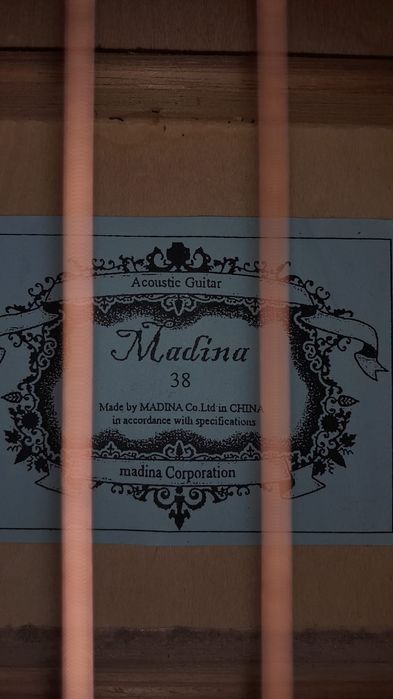 Acoustic Guitar
Madina
38
Made by MADINA Co.Ltd in CHINA
in accordance with specifications
madina Corporation